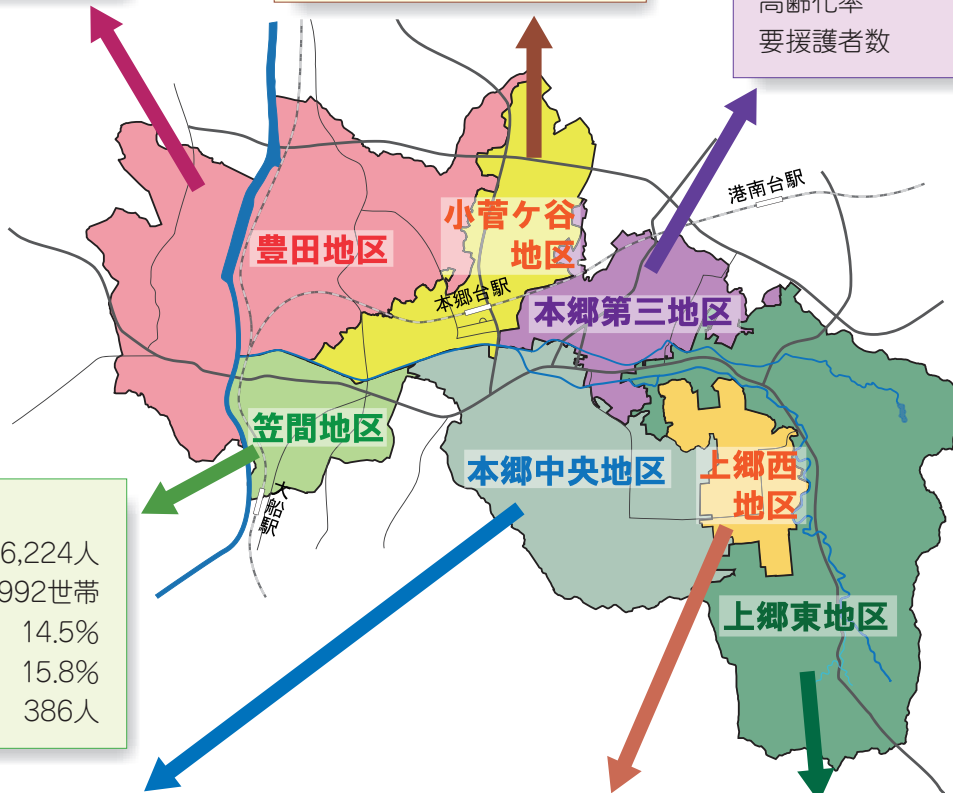 高齢化率
要援護者数
港南台駅
小菅ケ谷
地区
豊田地区
本郷台駅
本郷第三地区
笠間地区
本郷中央地区
上郷西
地区
大船駅
6,224人
992世帯
14.5%
15.8%
386人
上郷東地区